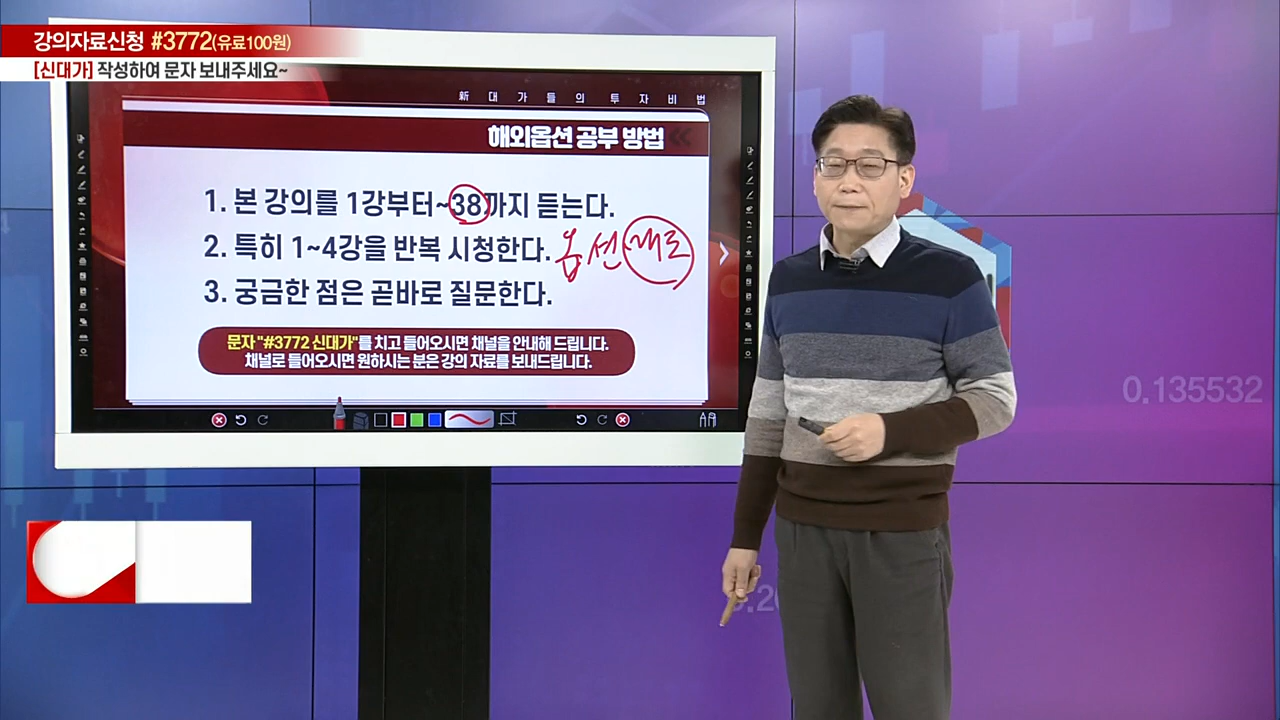 강의자료신청 #3772(유료100원)
[신대가] 작성하여 문자 보내주세요~
新대가들의 투자비법
해외옵션 공부 방법
1. 본 강의를 1강부터~38까지 듣는다.
2. 특히 1~4강을 반복 시청한다. 옵션
3. 궁금한 점은 곧바로 질문한다.
문자 "#3772 신대가"를 치고 들어오시면 채널을 안내해 드립니다.
채널로 들어오시면 원하시는 분은 강의 자료를 보내드립니다.
0.135532